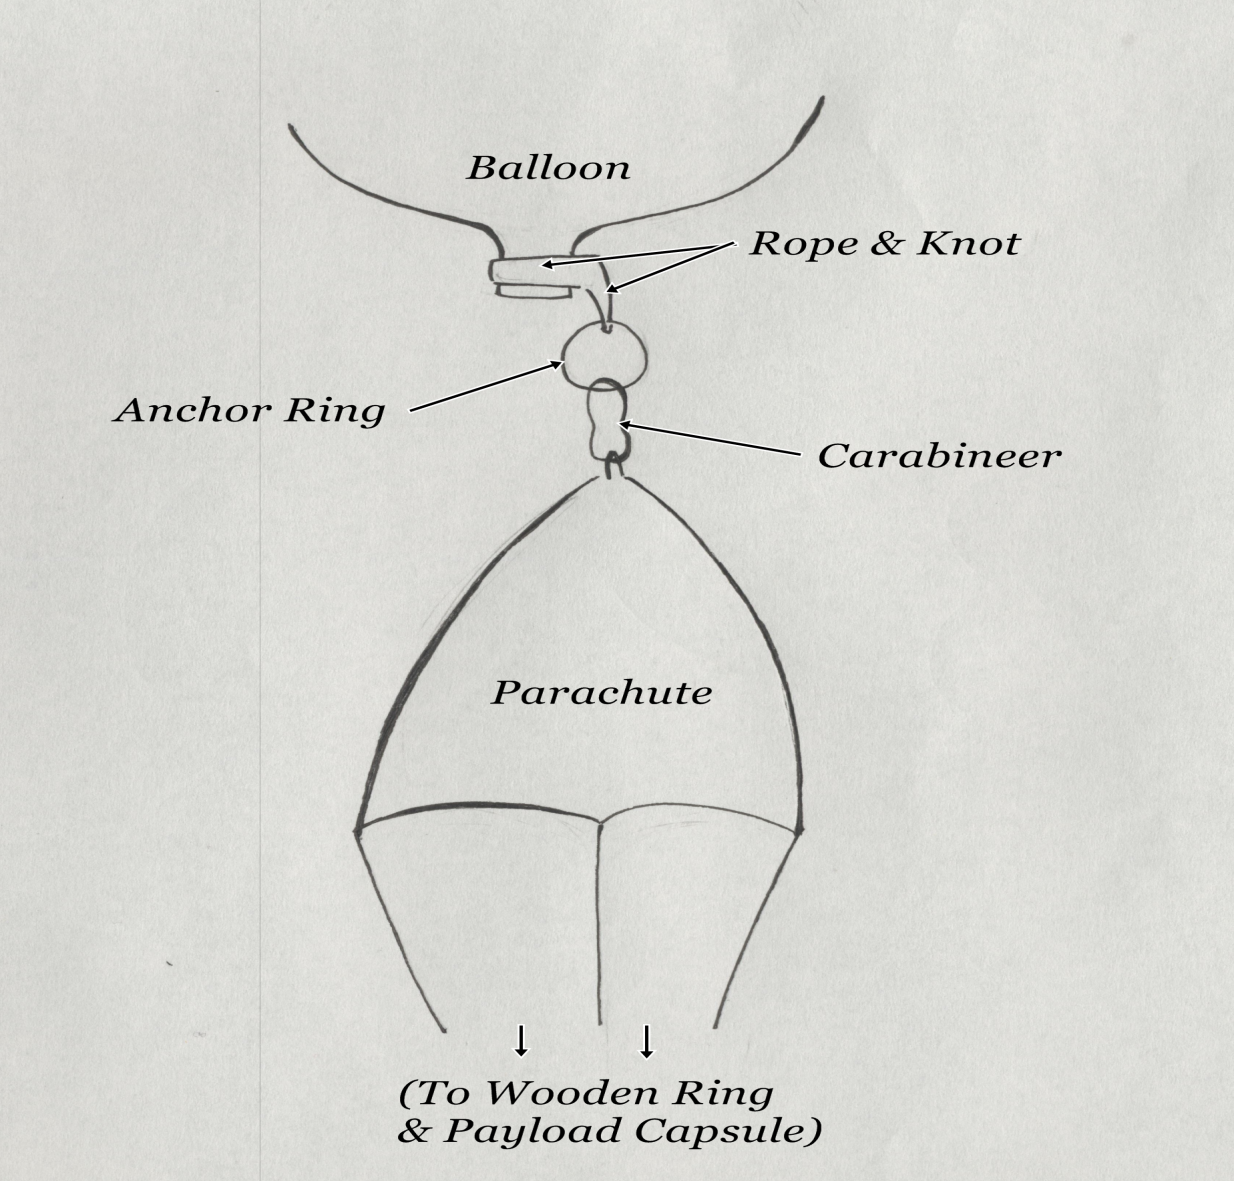 Balloon
Rope & Knot
Anchor Ring
Carabineer
Parachute
(To Wooden Ring
& Payload Capsule)